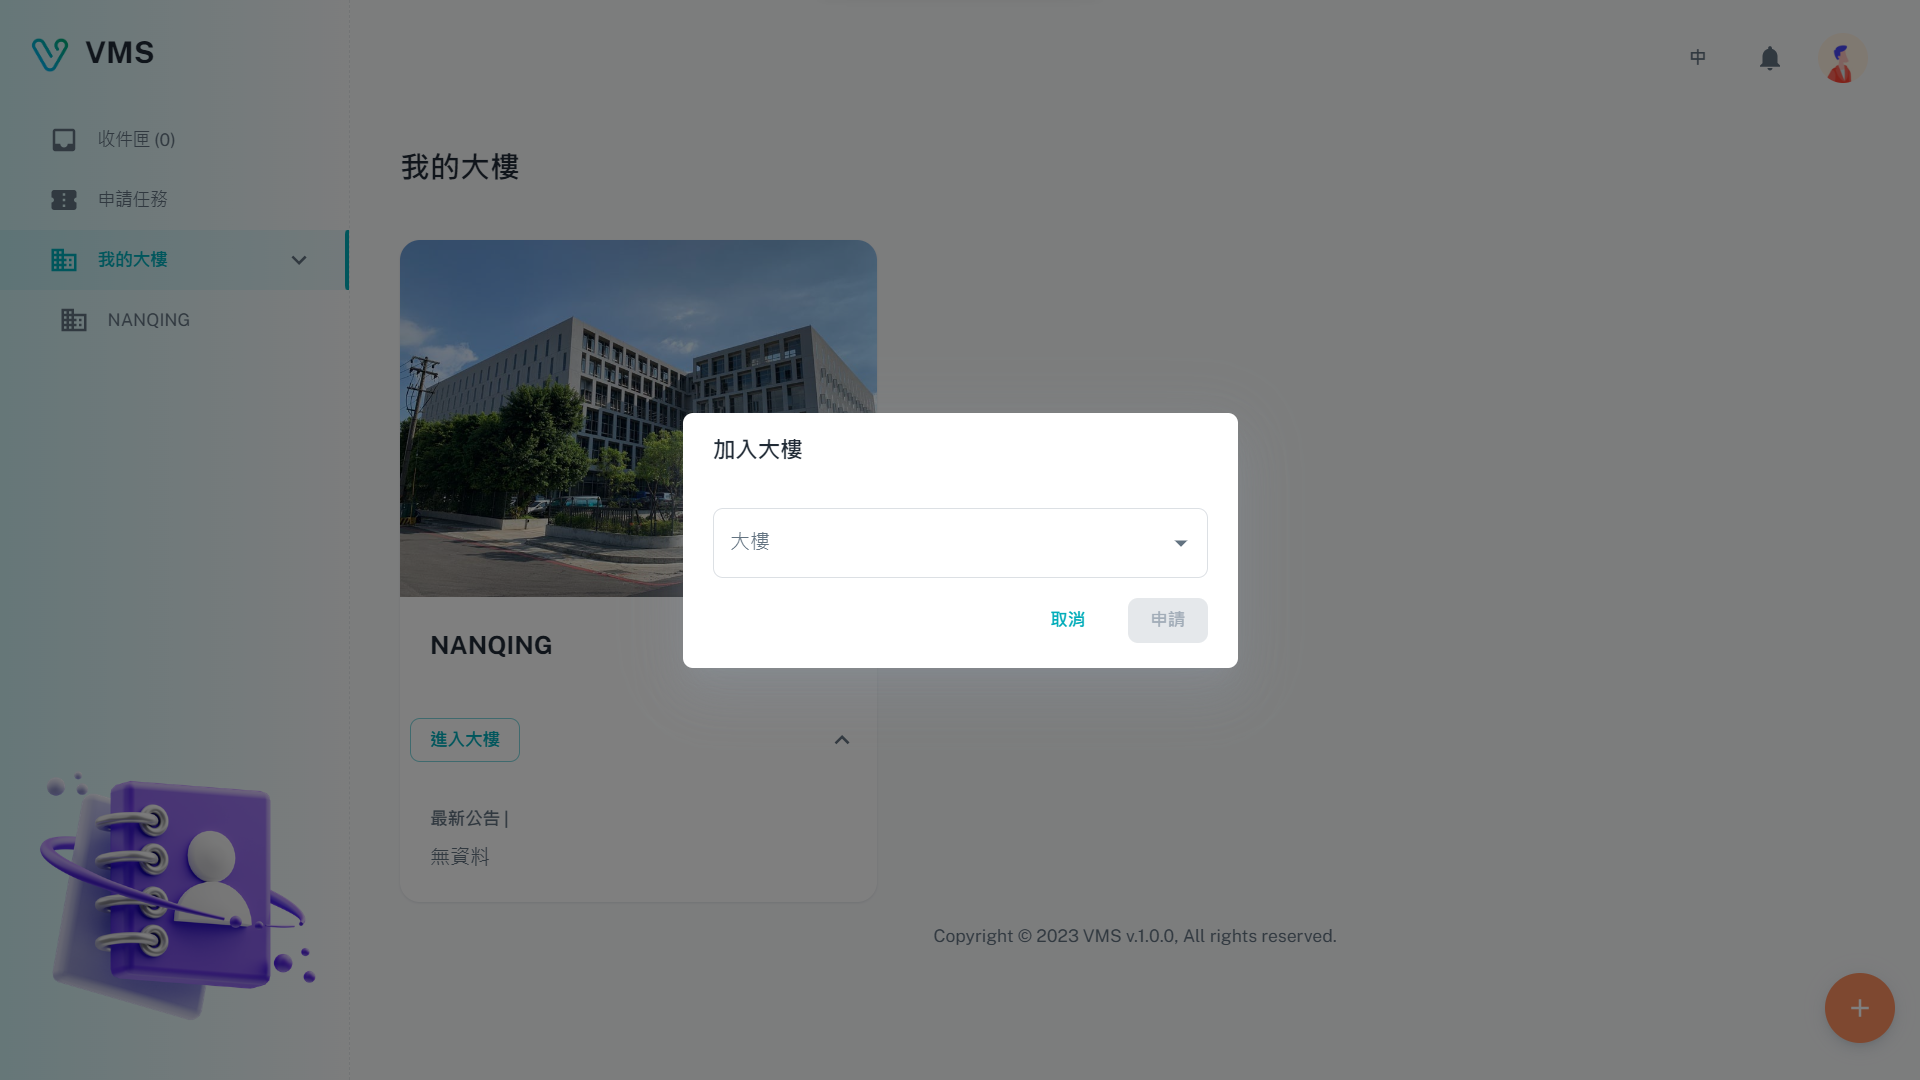 VMS
中
收件匣 (0)
申請任務
我的大樓
NANQING
我的大樓
加入大樓
大樓
取消
申請
NANQING
進入大樓
最新公告 |
無資料
Copyright © 2023 VMS v.1.0.0, All rights reserved.